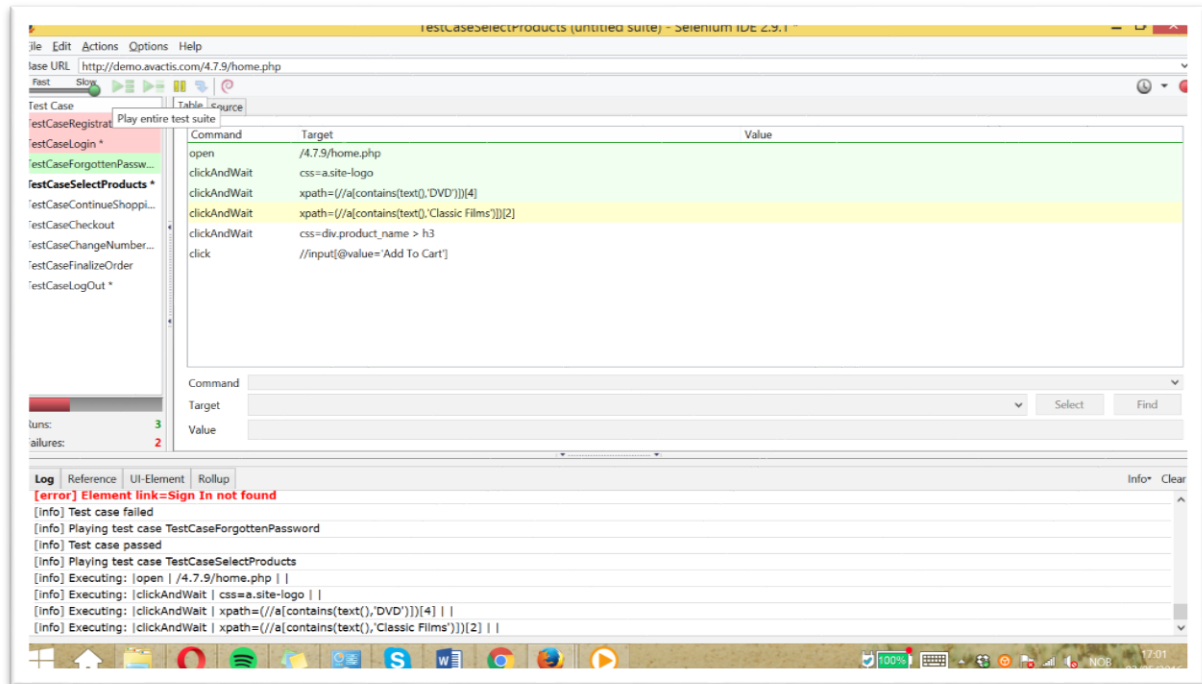 TestCaseSelectProducts (untitled suite) - Selenium IDE 2.9.1 *
ile Edit Actions Options Help
Base URL http://demo.avactis.com/4.7.9/home.php
Fast Slow
Test Case
Table Source
Play entire test suite
TestCaseRegistrat
TestCaseLogin *
TestCaseForgottenPassw...
TestCaseSelectProducts *
TestCaseContinueShoppi...
TestCaseCheckout
TestCaseChangeNumber...
TestCaseFinalizeOrder
TestCaseLogOut *
Command Target Value
open /4.7.9/home.php
clickAndWait css=a.site-logo
clickAndWait xpath=(//a[contains(text(),'DVD')])[4]
clickAndWait xpath=(//a[contains(text(),'Classic Films')])[2]
clickAndWait css=div.product_name > h3
click //input[@value='Add To Cart']
Command
Target Select Find
Value
Runs: 3
ailures: 2
Log Reference UI-Element Rollup Info Clear
[error] Element link=Sign In not found
[info] Test case failed
[info] Playing test case TestCaseForgottenPassword
[info] Test case passed
[info] Playing test case TestCaseSelectProducts
[info] Executing: |open | /4.7.9/home.php | |
[info] Executing: |clickAndWait | css=a.site-logo | |
[info] Executing: |clickAndWait | xpath=(//a[contains(text(),'DVD')])[4] | |
[info] Executing: |clickAndWait | xpath=(//a[contains(text(),'Classic Films')])[2] | |
100% NOB 17:01